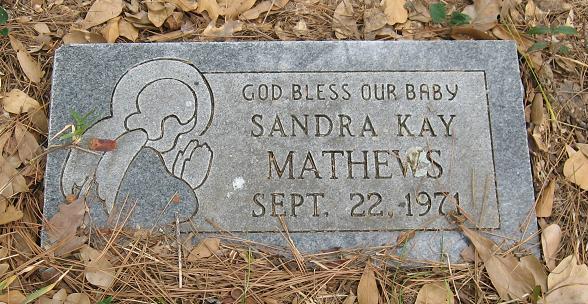 GOD BLESS OUR BABY
SANDRA KAY
MATHEWS
SEPT. 22, 1971